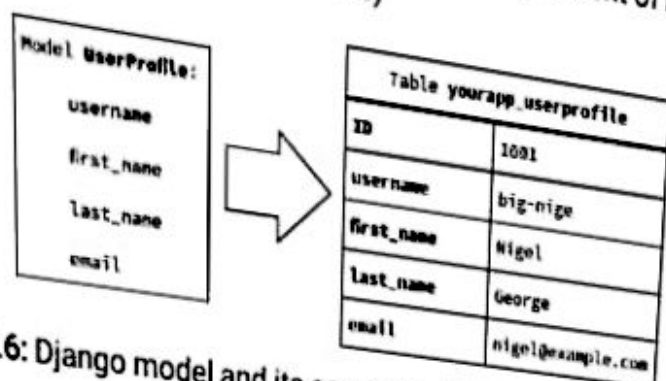 Model UserProfile:
username
first_name
last_name
email
Table yourapp_userprofile
ID 1001
username big-nige
first_name Nigel
last_name George
email nigel@example.com
.6: Django model and its